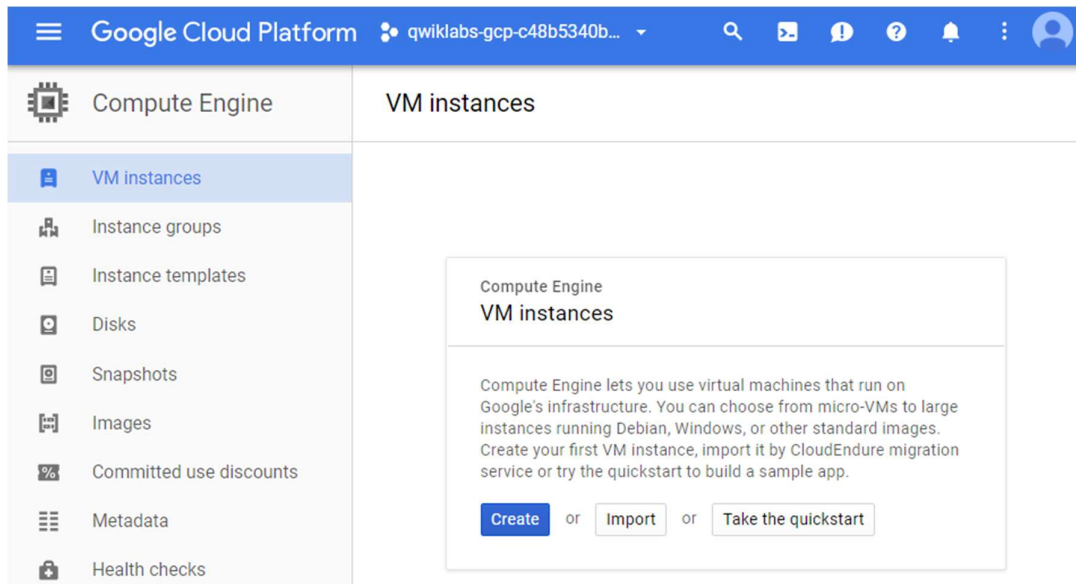 Google Cloud Platform
qwiklabs-gcp-c48b5340b...
Compute Engine
VM instances
VM instances
Instance groups
Instance templates
Disks
Snapshots
Images
Committed use discounts
Metadata
Health checks
Compute Engine
VM instances
Compute Engine lets you use virtual machines that run on
Google's infrastructure. You can choose from micro-VMs to large
instances running Debian, Windows, or other standard images.
Create your first VM instance, import it by CloudEndure migration
service or try the quickstart to build a sample app.
Create or Import or Take the quickstart